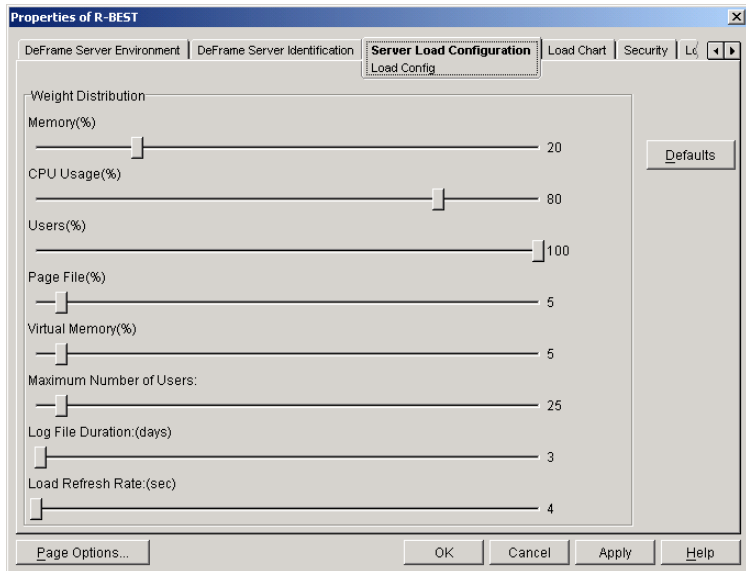 Properties of R-BEST
DeFrame Server Environment
DeFrame Server Identification
Server Load Configuration
Load Chart
Security
Load Config
Weight Distribution
Memory(%)
20
Defaults
CPU Usage(%)
80
Users(%)
100
Page File(%)
5
Virtual Memory(%)
5
Maximum Number of Users:
25
Log File Duration:(days)
3
Load Refresh Rate:(sec)
4
Page Options...
OK
Cancel
Apply
Help